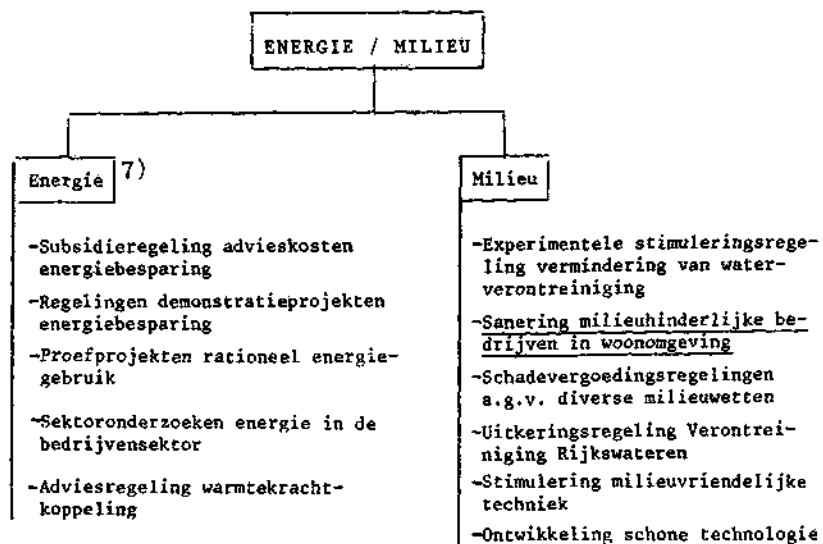 ENERGIE / MILIEU
Energie 7)
-Subsidieregeling advieskosten
energiebesparing
-Regelingen demonstratieprojekten
energiebesparing
-Proefprojekten rationeel energie-
gebruik
-Sektoronderzoeken energie in de
bedrijvensektor
-Adviesregeling warmtekracht-
koppeling
Milieu
-Experimentele stimuleringsrege-
ling vermindering van water-
verontreiniging
-Sanering milieuhinderlijke be-
drijven in woonomgeving
-Schadevergoedingsregelingen
a.g.v. diverse milieuwetten
-Uitkeringsregeling Verontrei-
niging Rijkswateren
-Stimulering milieuvriendelijke
techniek
-Ontwikkeling schone technologie